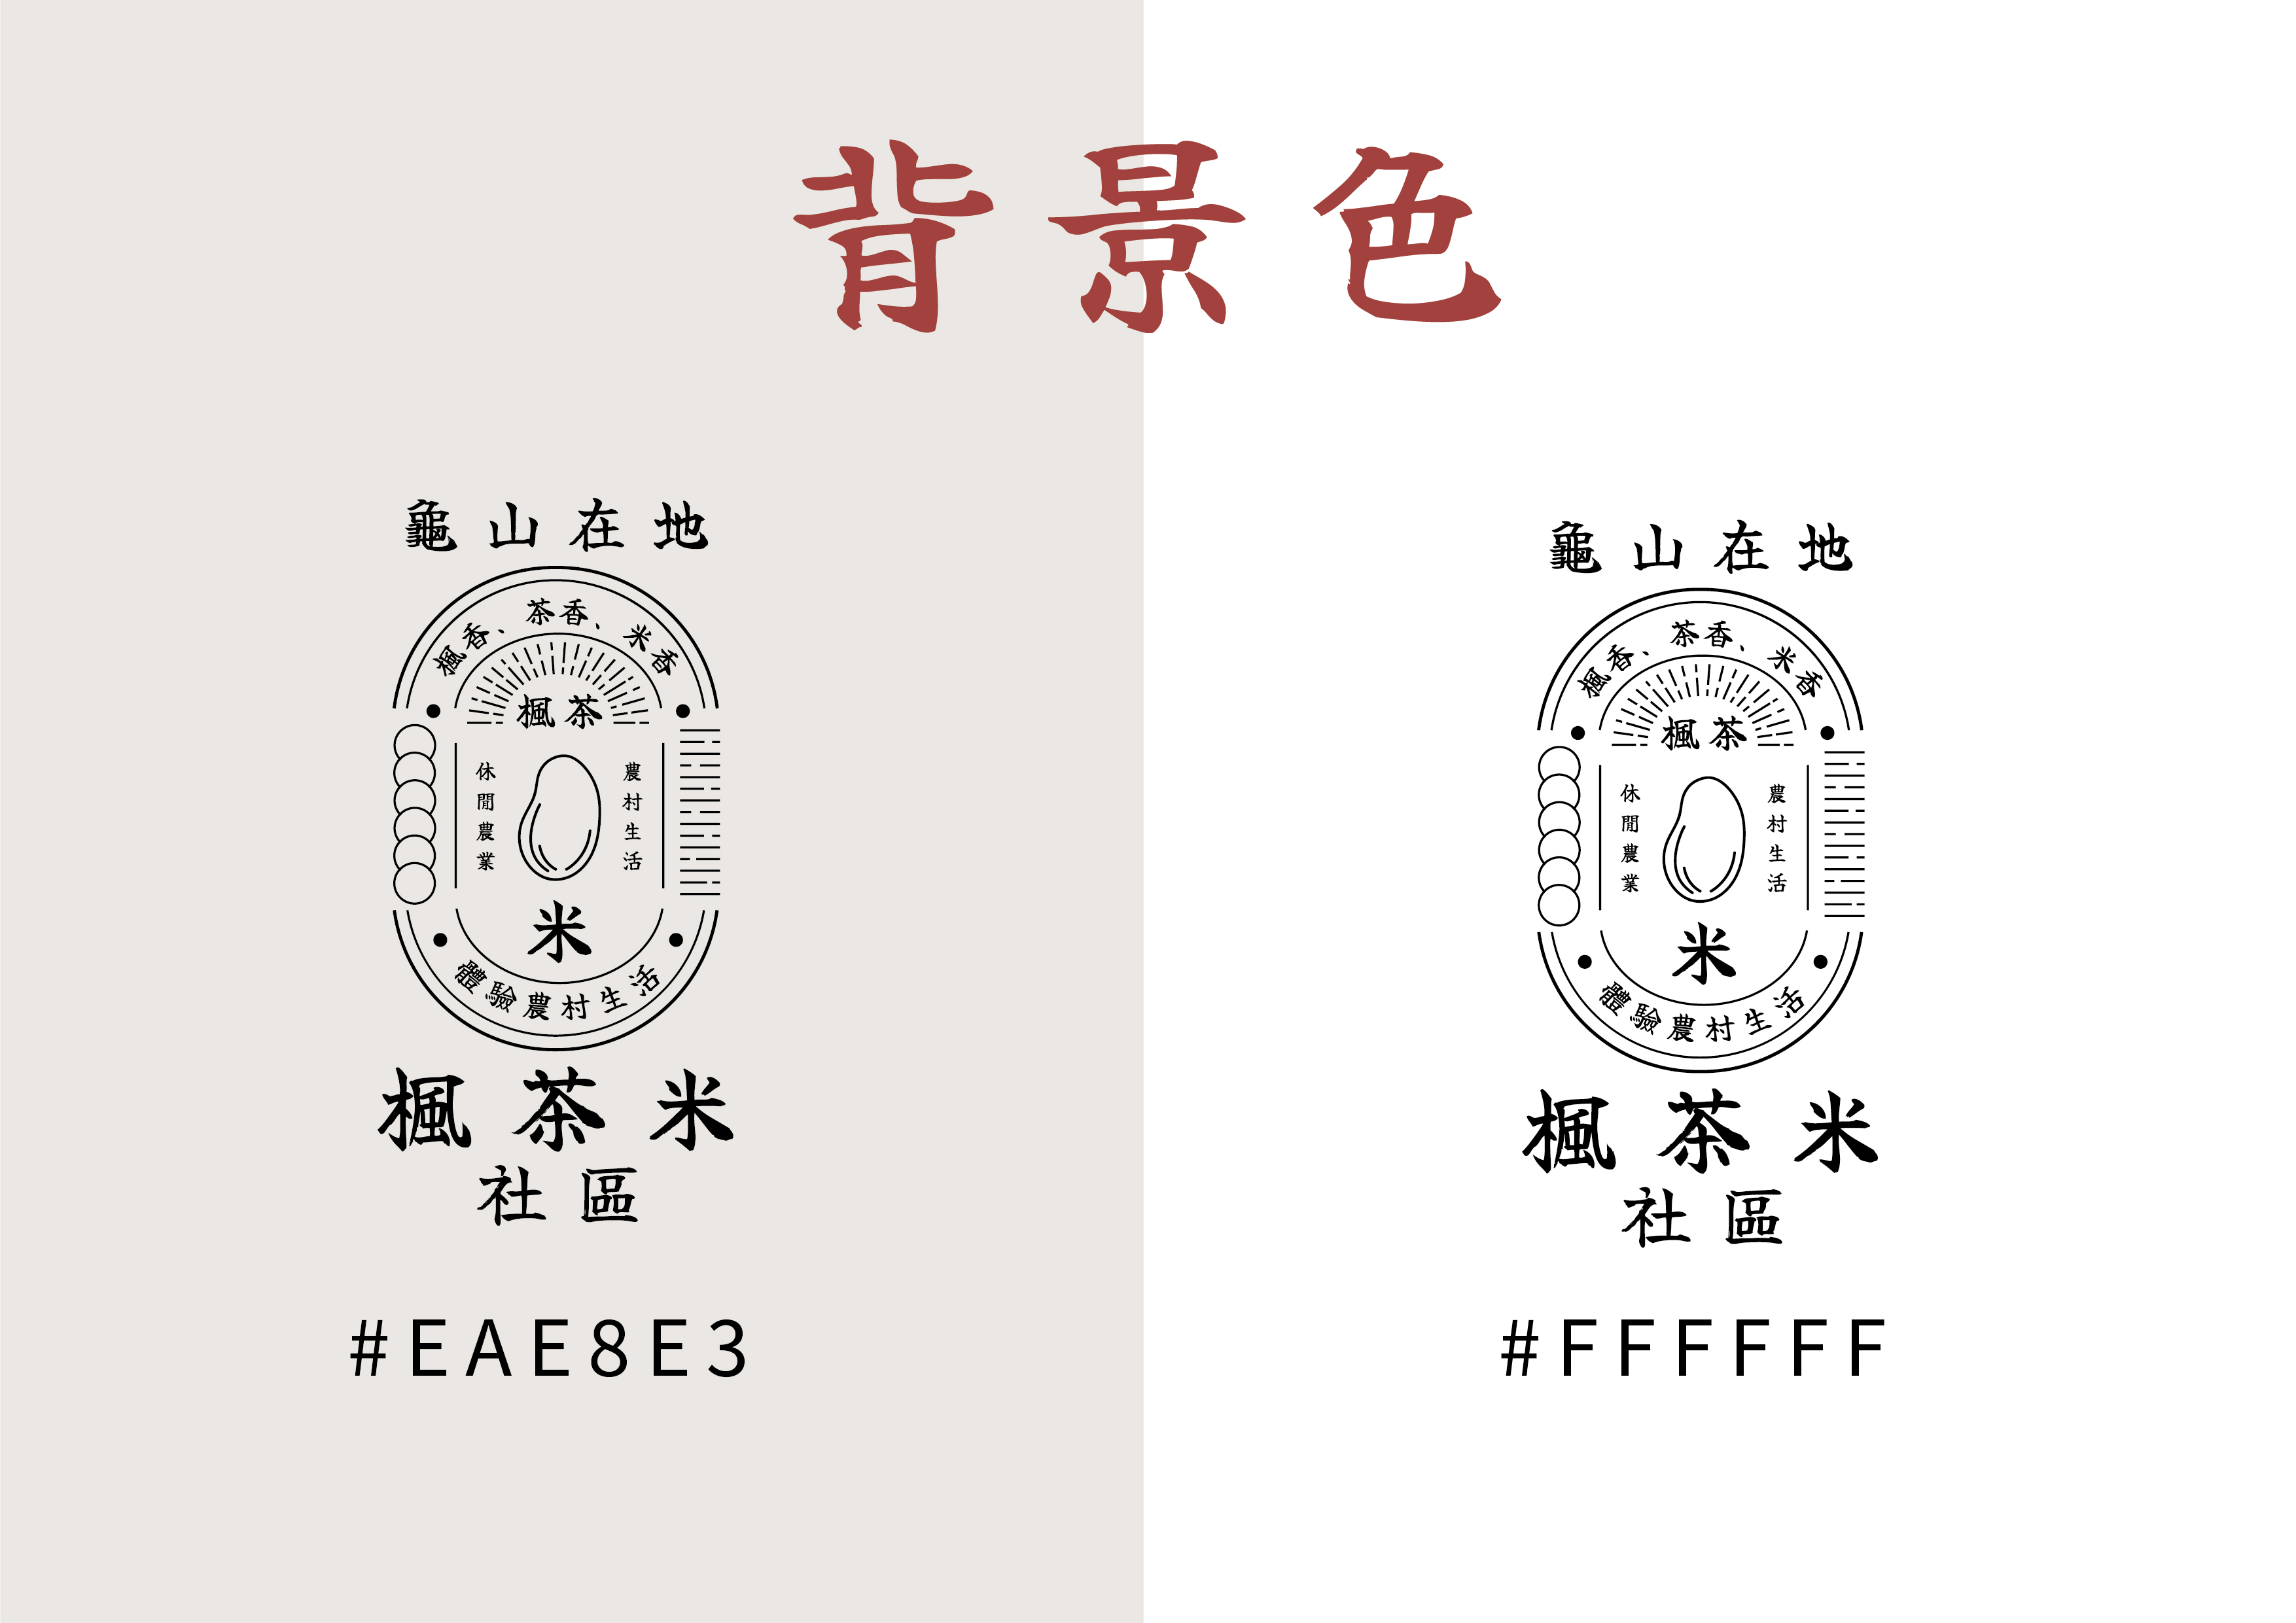 背景色
龜山在地
楓香、茶香、米香
楓茶
休閒農業
農村生活
米
體驗農村生活
楓茶米
社區
#EAE8E3
龜山在地
楓香、茶香、米香
楓茶
休閒農業
農村生活
米
體驗農村生活
楓茶米
社區
#FFFFFF